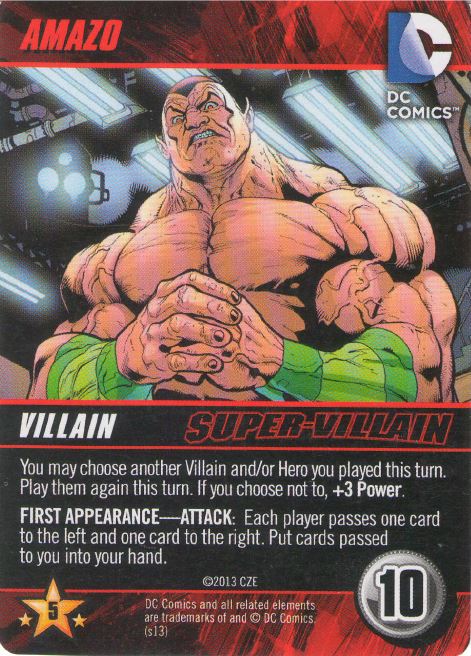 AMAZO
DC
COMICS™
VILLAIN
SUPER-VILLAIN
You may choose another Villain and/or Hero you played this turn.
Play them again this turn. If you choose not to, +3 Power.
FIRST APPEARANCE—ATTACK: Each player passes one card
to the left and one card to the right. Put cards passed
to you into your hand.
©2013 CZE
5
DC Comics and all related elements
are trademarks of and © DC Comics.
(s13)
10